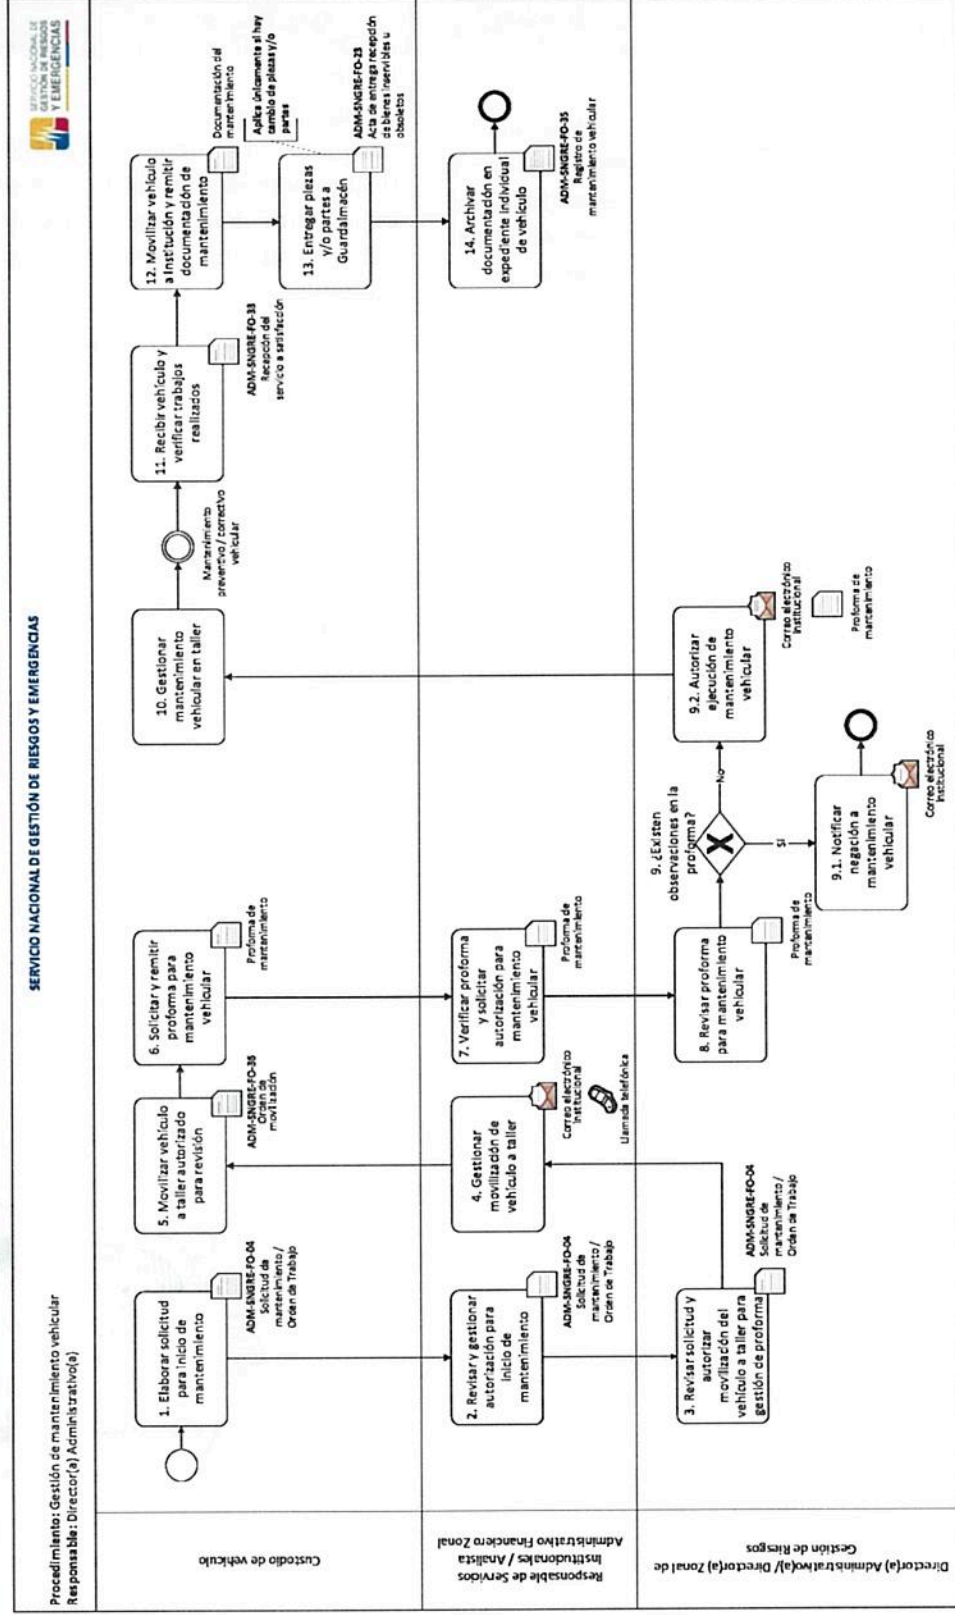 SERVICIO NACIONAL DE GESTIÓN DE RIESGOS Y EMERGENCIAS
SERVICIO NACIONAL DE
GESTIÓN DE RIESGOS
Y EMERGENCIAS
Procedimiento: Gestión de mantenimiento vehicular
Responsable: Director(a) Administrativo(a)
Custodio de vehículo
1. Elaborar solicitud
para inicio de
mantenimiento
ADM-SNGRE-FO-04
Solicitud de
mantenimiento /
Orden de Trabajo
5. Movilizar vehículo
a taller autorizado
para revisión
ADM-SNGRE-FO-36
Orden de
movilización
6. Solicitar y remitir
proforma para
mantenimiento
vehicular
Proforma de
mantenimiento
10. Gestionar
mantenimiento
vehicular en taller
Mantenimiento
preventivo / correctivo
vehicular
11. Recibir vehículo y
verificar trabajos
realizados
ADM-SNGRE-FO-33
Recepción del
servicio a satisfacción
12. Movilizar vehículo
a Institución y remitir
documentación de
mantenimiento
Documentación del
mantenimiento
Aplica únicamente si hay
cambio de piezas y/o
partes
13. Entregar piezas
y/o partes a
Guardalmacén
ADM-SNGRE-FO-23
Acta de entrega recepción
de bienes inservibles u
obsoletos
Responsable de Servicios
Institucionales / Analista
Administrativo Financiero Zonal
2. Revisar y gestionar
autorización para
inicio de
mantenimiento
ADM-SNGRE-FO-04
Solicitud de
mantenimiento /
Orden de Trabajo
4. Gestionar
movilización de
vehículo a taller
Correo electrónico
Institucional
Llamada telefónica
7. Verificar proforma
y solicitar
autorización para
mantenimiento
vehicular
Proforma de
mantenimiento
14. Archivar
documentación en
expediente individual
de vehículo
ADM-SNGRE-FO-35
Registro de
mantenimiento vehicular
Director(a) Administrativo(a)/ Director(a) Zonal de
Gestión de Riesgos
3. Revisar solicitud y
autorizar
movilización del
vehículo a taller para
gestión de proforma
ADM-SNGRE-FO-04
Solicitud de
mantenimiento /
Orden de Trabajo
8. Revisar proforma
para mantenimiento
vehicular
Proforma de
mantenimiento
9. ¿Existen
observaciones en la
proforma?
No
Si
9.1. Notificar
negación a
mantenimiento
vehicular
Correo electrónico
Institucional
9.2. Autorizar
ejecución de
mantenimiento
vehicular
Correo electrónico
Institucional
Proforma de
mantenimiento